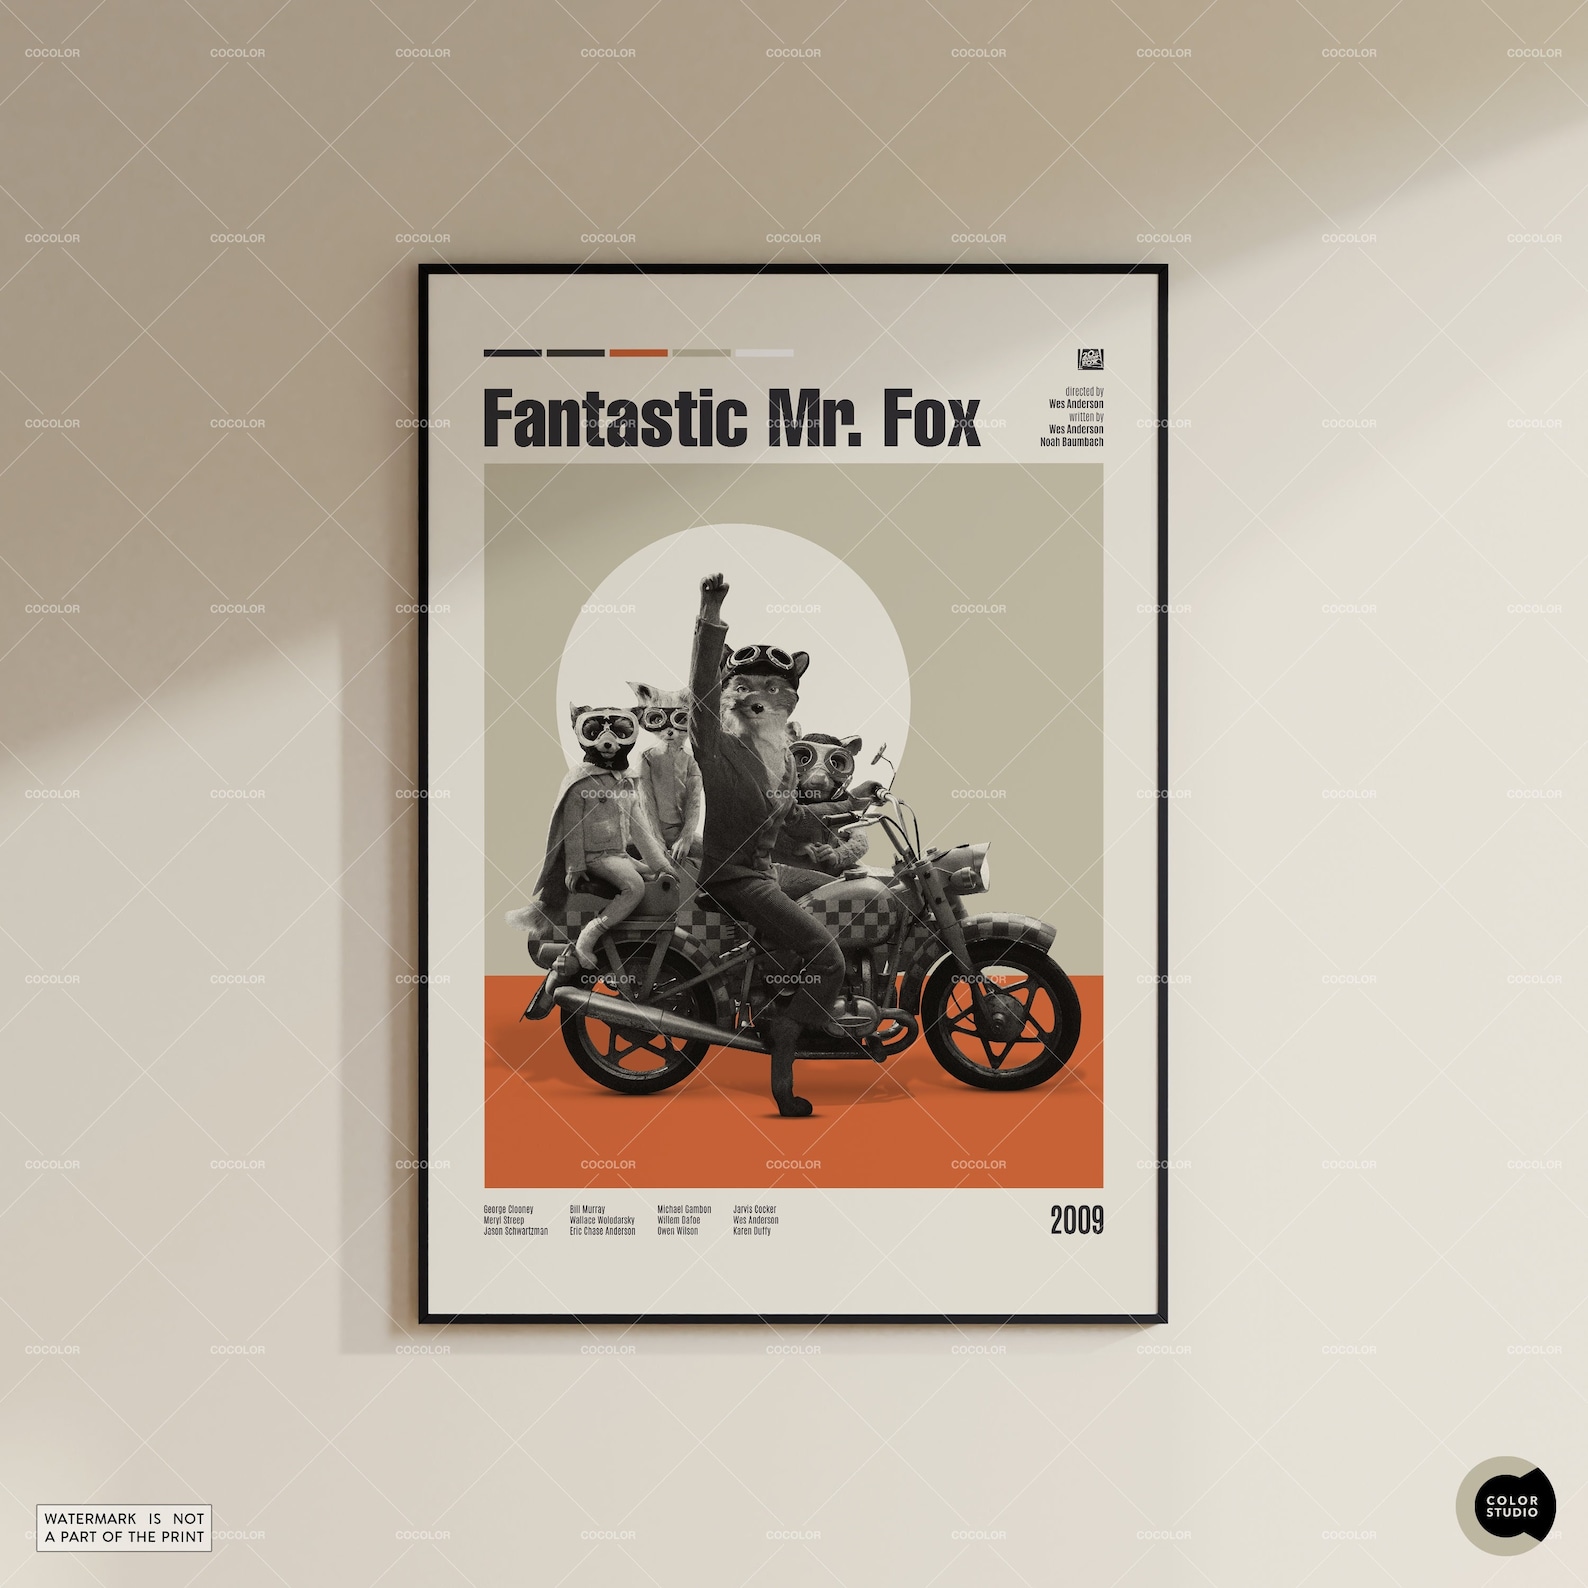 Fantastic Mr. Fox
directed by
Wes Anderson
written by
Wes Anderson
Noah Baumbach
George Clooney
Meryl Streep
Jason Schwartzman
Bill Murray
Wallace Wolodarsky
Eric Chase Anderson
Michael Gambon
Willem Dafoe
Owen Wilson
Jarvis Cocker
Wes Anderson
Karen Duffy
2009
WATERMARK IS NOT
A PART OF THE PRINT
COLOR
STUDIO
COCOLOR